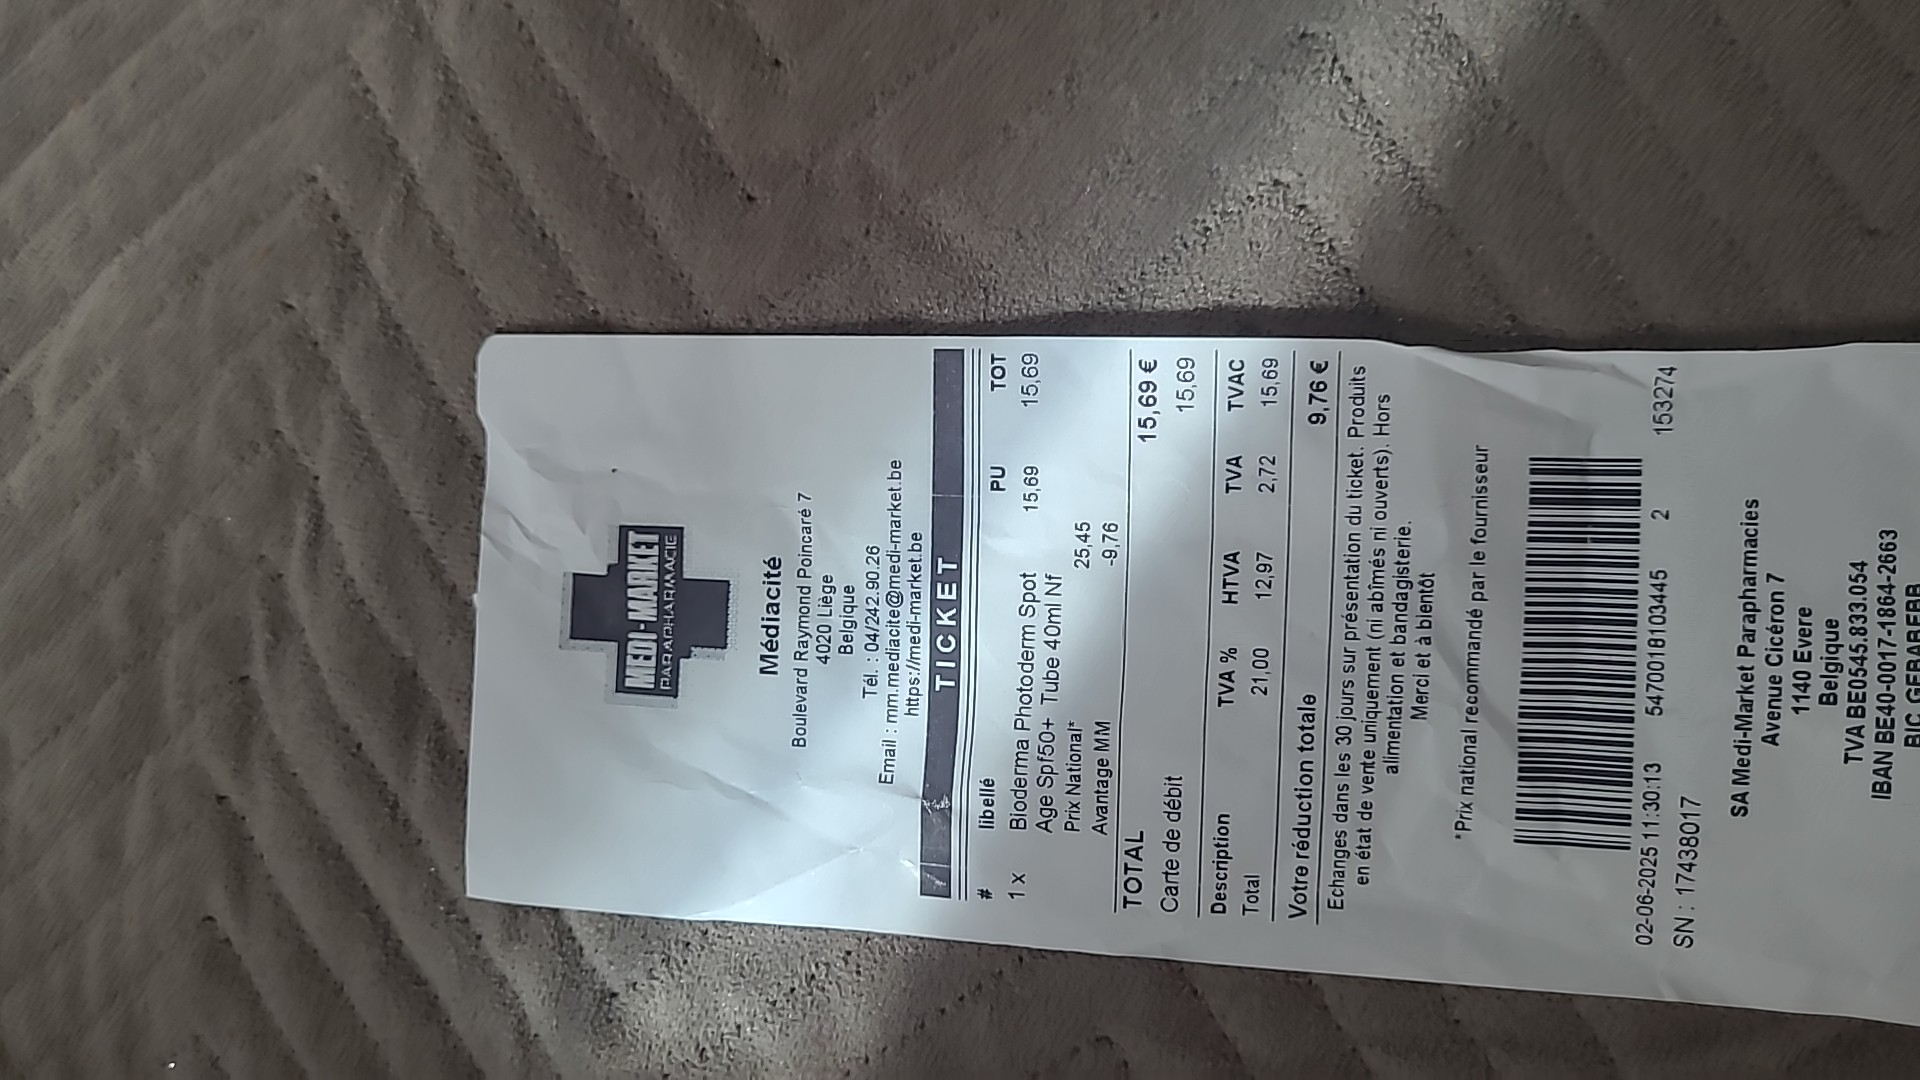 MEDI-MARKET
PARAPHARMACIE
Médiacité
Boulevard Raymond Poincaré 7
4020 Liège
Belgique
Tél. : 04/242.90.26
Email : mm.mediacite@medi-market.be
https://medi-market.be
TICKET
# libellé PU TOT
1 x Bioderma Photoderm Spot 15,69 15,69
Age Spf50+ Tube 40ml Nf
Prix National* 25,45
Avantage MM -9,76
TOTAL 15,69 €
Carte de débit 15,69
Description TVA % HTVA TVA TVAC
Total 21,00 12,97 2,72 15,69
Votre réduction totale 9,76 €
Echanges dans les 30 jours sur présentation du ticket. Produits
en état de vente uniquement (ni abîmés ni ouverts). Hors
alimentation et bandagisterie.
Merci et à bientôt
*Prix national recommandé par le fournisseur
02-06-2025 11:30:13 5470018103445 2 153274
SN : 17438017
SA Medi-Market Parapharmacies
Avenue Cicéron 7
1140 Evere
Belgique
TVA BE0545.833.054
IBAN BE40-0017-1864-2663
BIC GEBABEBB